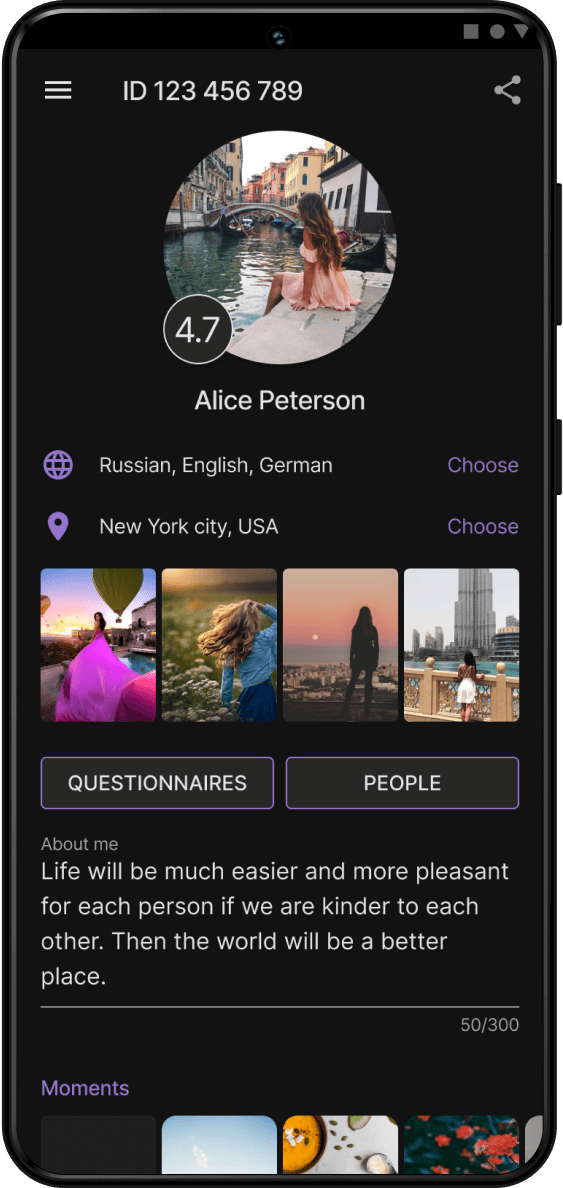 ID 123 456 789
4.7
Alice Peterson
Russian, English, German
Choose
New York city, USA
Choose
QUESTIONNAIRES
PEOPLE
About me
Life will be much easier and more pleasant
for each person if we are kinder to each
other. Then the world will be a better
place.
50/300
Moments